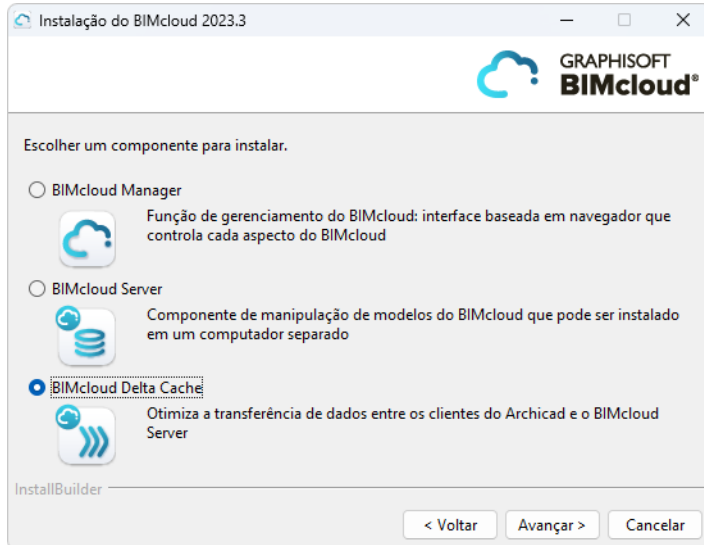 Instalação do BIMcloud 2023.3
GRAPHISOFT
BIMcloud®
Escolher um componente para instalar.
BIMcloud Manager
Função de gerenciamento do BIMcloud: interface baseada em navegador que
controla cada aspecto do BIMcloud
BIMcloud Server
Componente de manipulação de modelos do BIMcloud que pode ser instalado
em um computador separado
BIMcloud Delta Cache
Otimiza a transferência de dados entre os clientes do Archicad e o BIMcloud
Server
InstallBuilder
< Voltar
Avançar >
Cancelar